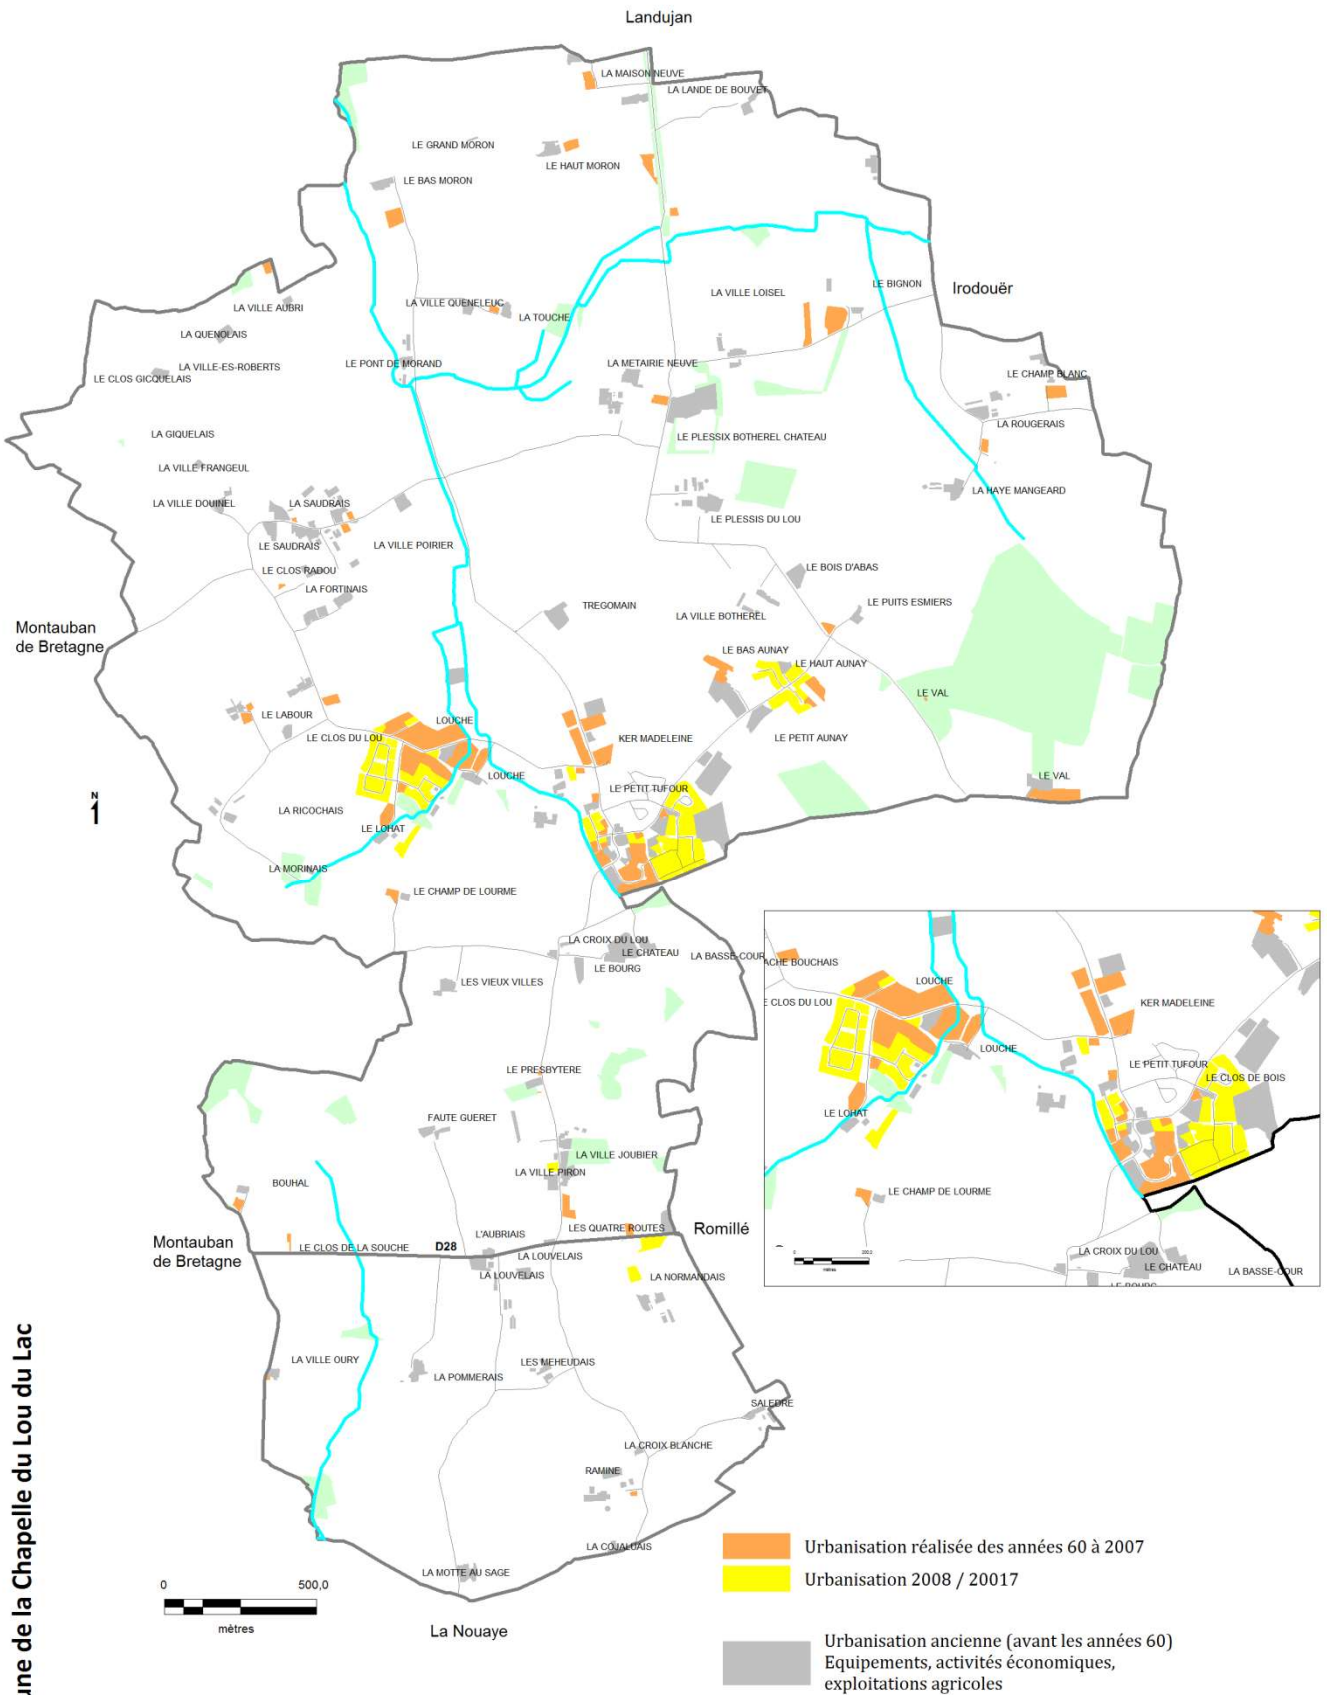 Landujan
LA MAISON NEUVE
LA LANDE DE BOUVET
LE GRAND MORON
LE HAUT MORON
LE BAS MORON
LE BIGNON
Irodouër
LA VILLE LOISEL
LA VILLE AUBRI
LA VILLE QUENELEUC
LA TOUCHE
LA QUENOLAIS
LE PONT DE MORAND
LA METAIRIE NEUVE
LA VILLE-ES-ROBERTS
LE CLOS GICQUELAIS
LE CHAMP BLANC
LA ROUGERAIS
LA GIQUELAIS
LE PLESSIX BOTHEREL CHATEAU
LA VILLE FRANGEUL
LA HAYE MANGEARD
LA VILLE DOUINEL
LA SAUDRAIS
LE PLESSIS DU LOU
LE SAUDRAIS
LA VILLE POIRIER
LE CLOS RADOU
LE BOIS D'ABAS
LA FORTINAIS
TREGOMAIN
LE PUITS ESMIERS
LA VILLE BOTHEREL
Montauban
de Bretagne
LE BAS AUNAY
LE HAUT AUNAY
LE VAL
LE LABOUR
LOUCHE
LE CLOS DU LOU
KER MADELEINE
LE PETIT AUNAY
LOUCHE
LE VAL
LE PETIT TUFOUR
N
1
LA RICOCHAIS
LE LOHAT
LA MORINAIS
LE CHAMP DE LOURME
LA CROIX DU LOU
LE CHATEAU
LA BASSE-COUR
LE BOURG
LES VIEUX VILLES
ACHE BOUCHAIS
LOUCHE
E CLOS DU LOU
KER MADELEINE
LOUCHE
LE PETIT TUFOUR
LE CLOS DE BOIS
LE LOHAT
LE CHAMP DE LOURME
LA CROIX DU LOU
LE CHATEAU
LA BASSE-COUR
LE BOURG
0 200,0
mètres
LE PRESBYTERE
FAUTE GUERET
LA VILLE JOUBIER
LA VILLE PIRON
BOUHAL
LES QUATRE ROUTES
Romillé
L'AUBRIAIS
Montauban
de Bretagne
LE CLOS DE LA SOUCHE
D28
LA LOUVELAIS
LA LOUVELAIS
LA NORMANDAIS
LA VILLE OURY
LA POMMERAIS
LES MEHEUDAIS
SALEDRE
LA CROIX BLANCHE
RAMINE
LA COJALUAIS
LA MOTTE AU SAGE
0 500,0
mètres
La Nouaye
une de la Chapelle du Lou du Lac
Urbanisation réalisée des années 60 à 2007
Urbanisation 2008 / 20017
Urbanisation ancienne (avant les années 60)
Equipements, activités économiques,
exploitations agricoles